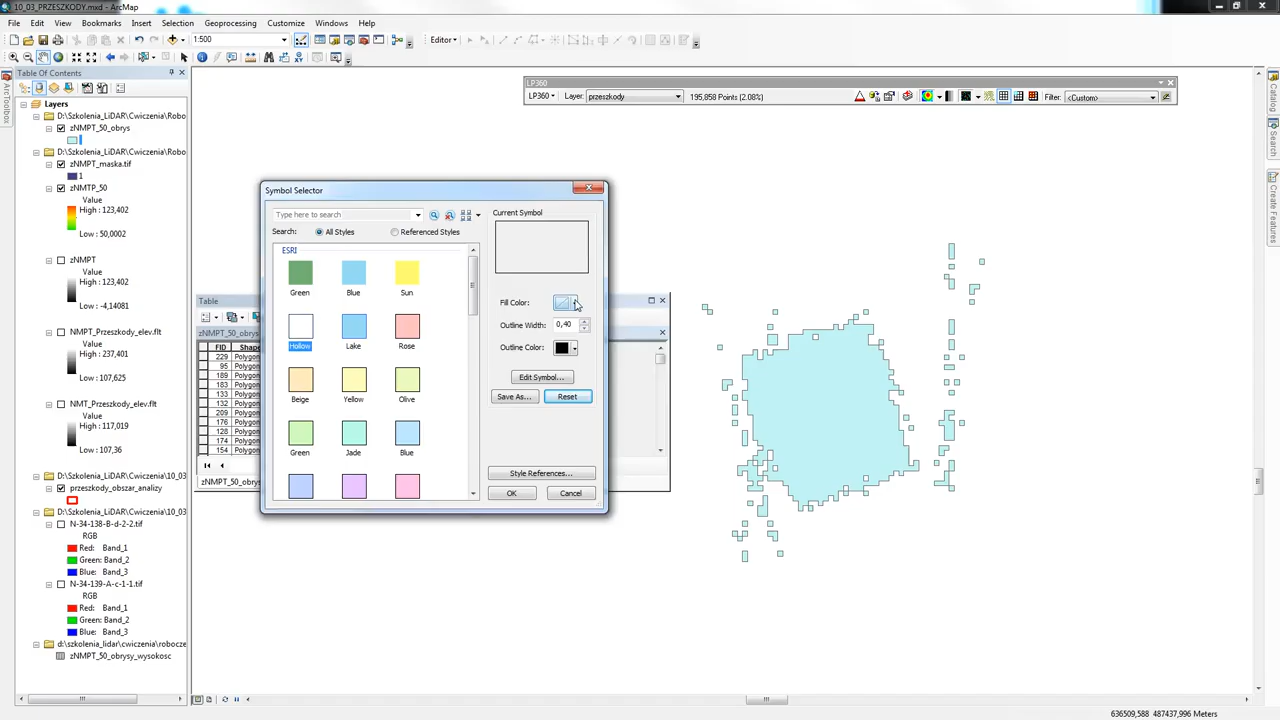 10_03_PRZESZKODY.mxd - ArcMap
File Edit View Bookmarks Insert Selection Geoprocessing Customize Windows Help
1:500 Editor
Table Of Contents
ArcToolbox
Layers
D:\Szkolenia_LiDAR\Cwiczenia\Robo
zNMPT_50_obrys
D:\Szkolenia_LiDAR\Cwiczenia\Robo
zNMPT_maska.tif
1
zNMTP_50
Value
High : 123,402
Low : 50,0002
zNMPT
Value
High : 123,402
Low : -4,14081
NMPT_Przeszkody_elev.flt
Value
High : 237,401
Low : 107,625
NMT_Przeszkody_elev.flt
Value
High : 117,019
Low : 107,36
D:\Szkolenia_LiDAR\Cwiczenia\10_03
przeszkody_obszar_analizy
D:\Szkolenia_LiDAR\Cwiczenia\10_03
N-34-138-B-d-2-2.tif
RGB
Red: Band_1
Green: Band_2
Blue: Band_3
N-34-139-A-c-1-1.tif
RGB
Red: Band_1
Green: Band_2
Blue: Band_3
d:\szkolenia_lidar\cwiczenia\robocze
zNMPT_50_obrysy_wysokosc
LP360
LP360 Layer: przeszkody 195,858 Points (2.08%) Filter: <Custom>
Catalog
Search
Create Features
Table
zNMPT_50_obrys
FID Shape
229 Polygon
95 Polygon
189 Polygon
183 Polygon
133 Polygon
132 Polygon
209 Polygon
176 Polygon
128 Polygon
174 Polygon
154 Polygon
zNMPT_50_obrys
Symbol Selector
Type here to search
Search: All Styles Referenced Styles
ESRI
Green Blue Sun
Hollow Lake Rose
Beige Yellow Olive
Green Jade Blue
Current Symbol
Fill Color:
Outline Width: 0,40
Outline Color:
Edit Symbol...
Save As... Reset
Style References...
OK Cancel
636509,588 487437,996 Meters